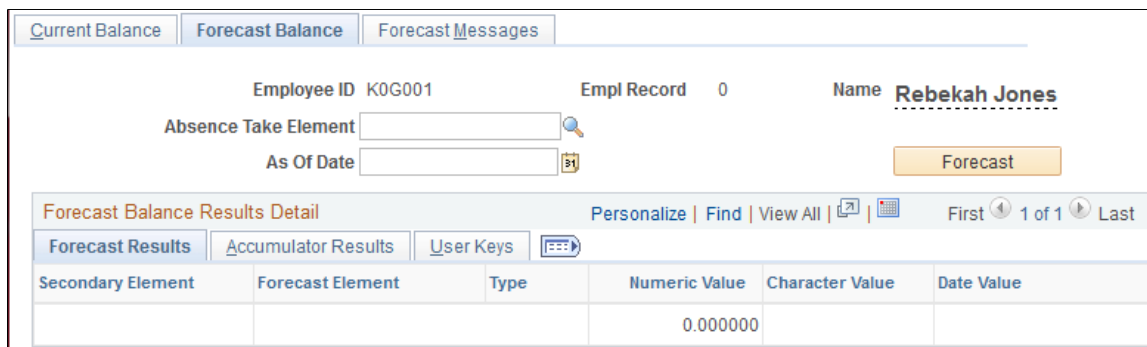 Current Balance Forecast Balance Forecast Messages
Employee ID K0G001 Empl Record 0 Name Rebekah Jones
Absence Take Element
As Of Date 31 Forecast
Forecast Balance Results Detail Personalize | Find | View All | | First 1 of 1 Last
Forecast Results Accumulator Results User Keys
Secondary Element Forecast Element Type Numeric Value Character Value Date Value
0.000000